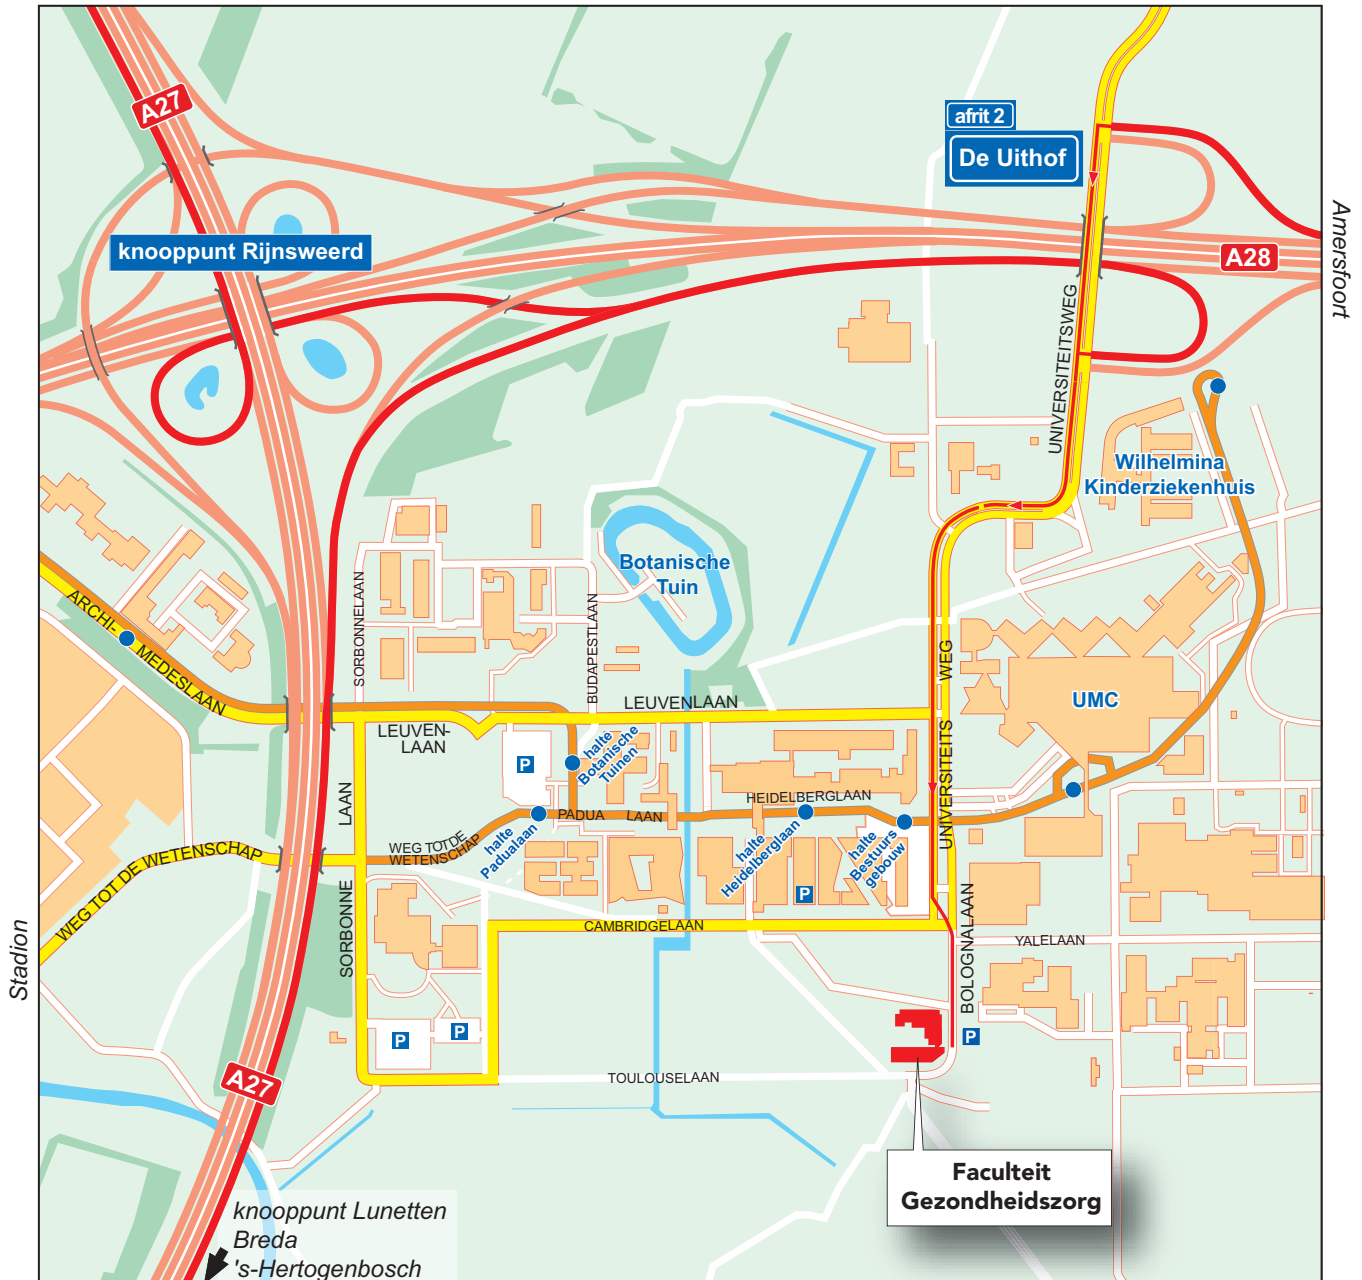 A27
afrit 2
De Uithof
knooppunt Rijnsweerd
A28
Amersfoort
UNIVERSITEITSWEG
Wilhelmina
Kinderziekenhuis
Botanische
Tuin
ARCHI-
MEDESLAAN
SORBONNELAAN
BUDAPESTLAAN
LEUVENLAAN
LEUVEN-
LAAN
UNIVERSITEITS WEG
UMC
P
halte
Botanische
Tuinen
HEIDELBERGLAAN
PADUA LAAN
WEG TOT DE
WETENSCHAP
halte
Padualaan
halte
Heidelberglaan
halte
Bestuurs
gebouw
P
WEG TOT DE WETENSCHAP
SORBONNE LAAN
CAMBRIDGELAAN
BOLOGNALAAN
YALELAAN
Stadion
P
P
P
TOULOUSELAAN
A27
Faculteit
Gezondheidszorg
knooppunt Lunetten
Breda
's-Hertogenbosch